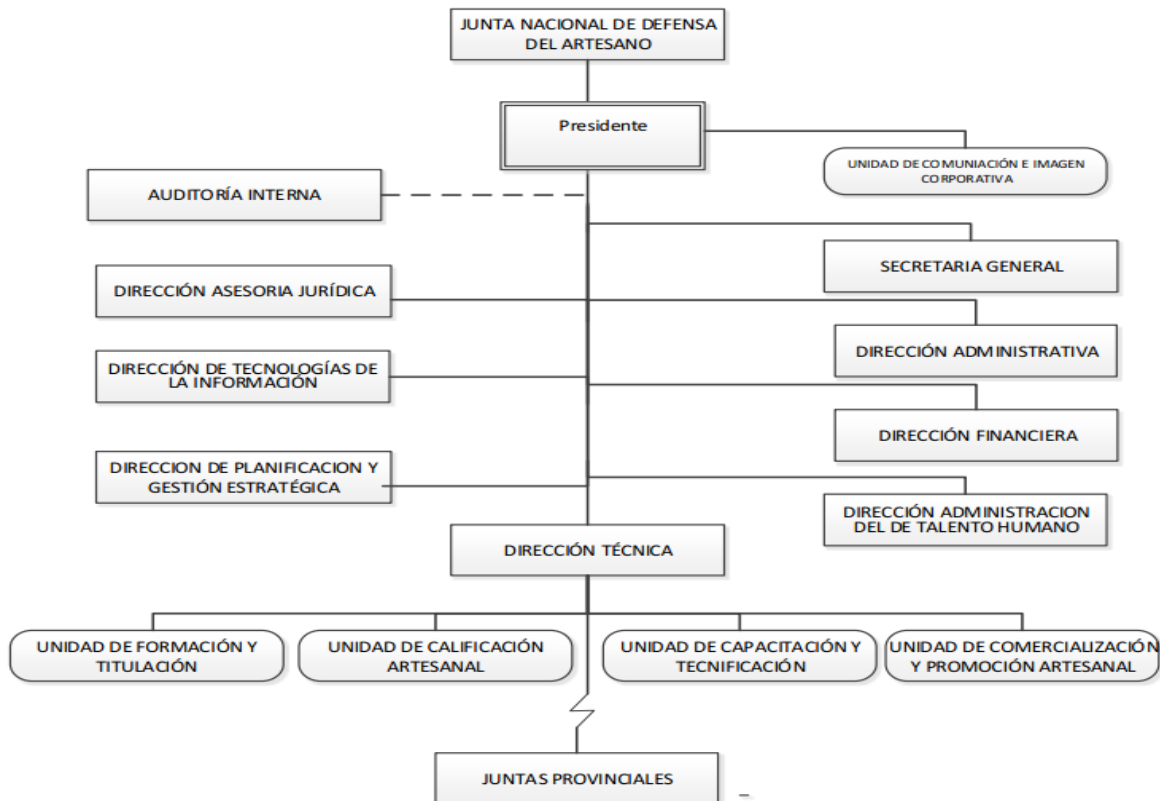 JUNTA NACIONAL DE DEFENSA
DEL ARTESANO
Presidente
UNIDAD DE COMUNIACIÓN E IMAGEN
CORPORATIVA
AUDITORÍA INTERNA
SECRETARIA GENERAL
DIRECCIÓN ASESORIA JURÍDICA
DIRECCIÓN ADMINISTRATIVA
DIRECCIÓN DE TECNOLOGÍAS DE
LA INFORMACIÓN
DIRECCIÓN FINANCIERA
DIRECCION DE PLANIFICACION Y
GESTIÓN ESTRATÉGICA
DIRECCIÓN ADMINISTRACION
DEL DE TALENTO HUMANO
DIRECCIÓN TÉCNICA
UNIDAD DE FORMACIÓN Y
TITULACIÓN
UNIDAD DE CALIFICACIÓN
ARTESANAL
UNIDAD DE CAPACITACIÓN Y
TECNIFICACIÓN
UNIDAD DE COMERCIALIZACIÓN
Y PROMOCIÓN ARTESANAL
JUNTAS PROVINCIALES